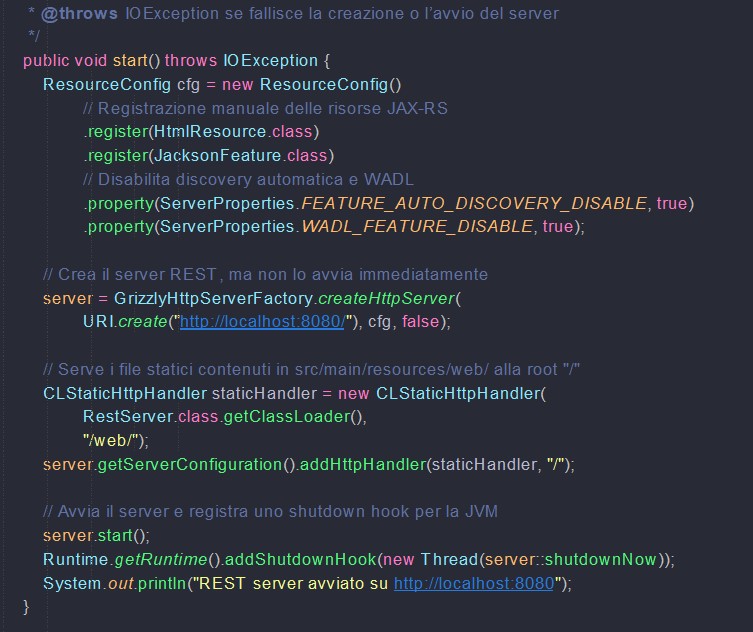 * @throws IOException se fallisce la creazione o l'avvio del server
*/
public void start() throws IOException {
ResourceConfig cfg = new ResourceConfig()
// Registrazione manuale delle risorse JAX-RS
.register(HtmlResource.class)
.register(JacksonFeature.class)
// Disabilita discovery automatica e WADL
.property(ServerProperties.FEATURE_AUTO_DISCOVERY_DISABLE, true)
.property(ServerProperties.WADL_FEATURE_DISABLE, true);
// Crea il server REST, ma non lo avvia immediatamente
server = GrizzlyHttpServerFactory.createHttpServer(
URI.create("http://localhost:8080/"), cfg, false);
// Serve i file statici contenuti in src/main/resources/web/ alla root "/"
CLStaticHttpHandler staticHandler = new CLStaticHttpHandler(
RestServer.class.getClassLoader(),
"/web/");
server.getServerConfiguration().addHttpHandler(staticHandler, "/");
// Avvia il server e registra uno shutdown hook per la JVM
server.start();
Runtime.getRuntime().addShutdownHook(new Thread(server::shutdownNow));
System.out.println("REST server avviato su http://localhost:8080");
}